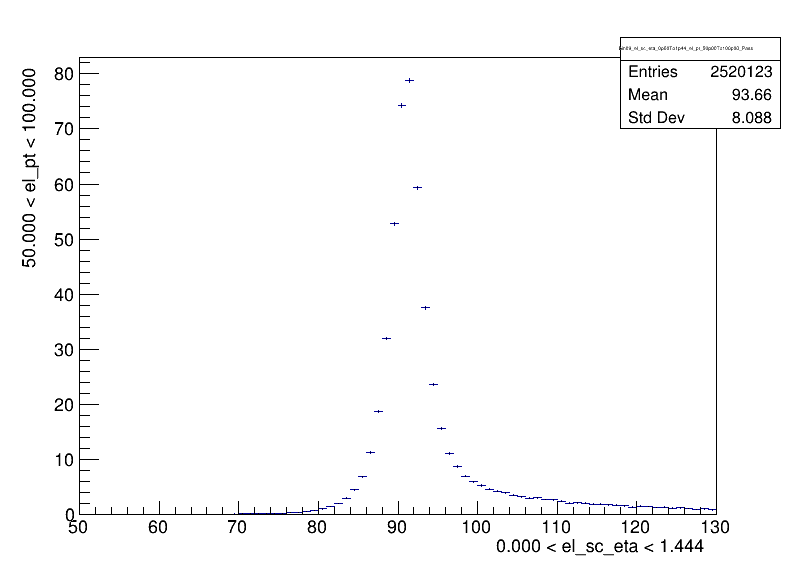 Entries 2520123
Mean 93.66
Std Dev 8.088
50.000 < el_pt < 100.000
80
70
60
50
40
30
20
10
0
50 60 70 80 90 100 110 120 130
0.000 < el_sc_eta < 1.444